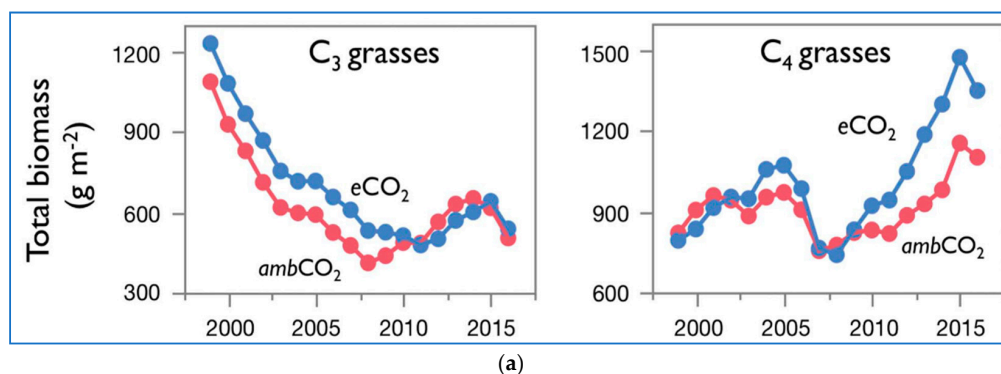 Total biomass
(g m-2)
C3 grasses
1200
900
600
300
eCO2
ambCO2
2000
2005
2010
2015
C4 grasses
1500
1200
900
600
eCO2
ambCO2
2000
2005
2010
2015
(a)